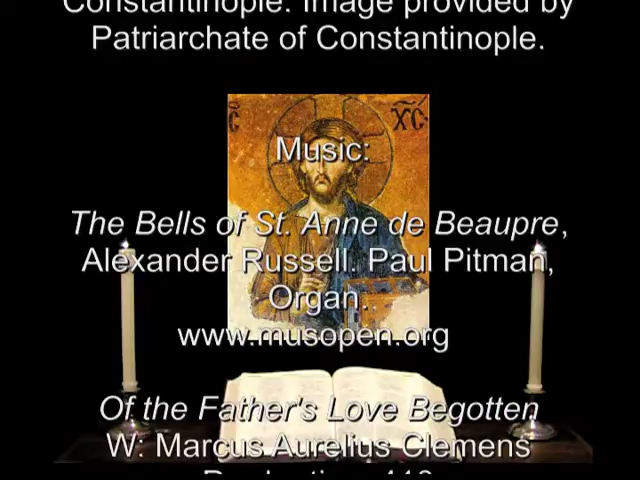 Constantinople. Image provided by
Patriarchate of Constantinople.
Music:
The Bells of St. Anne de Beaupre,
Alexander Russell. Paul Pitman,
Organ..
www.musopen.org
Of the Father's Love Begotten
W: Marcus Aurelius Clemens